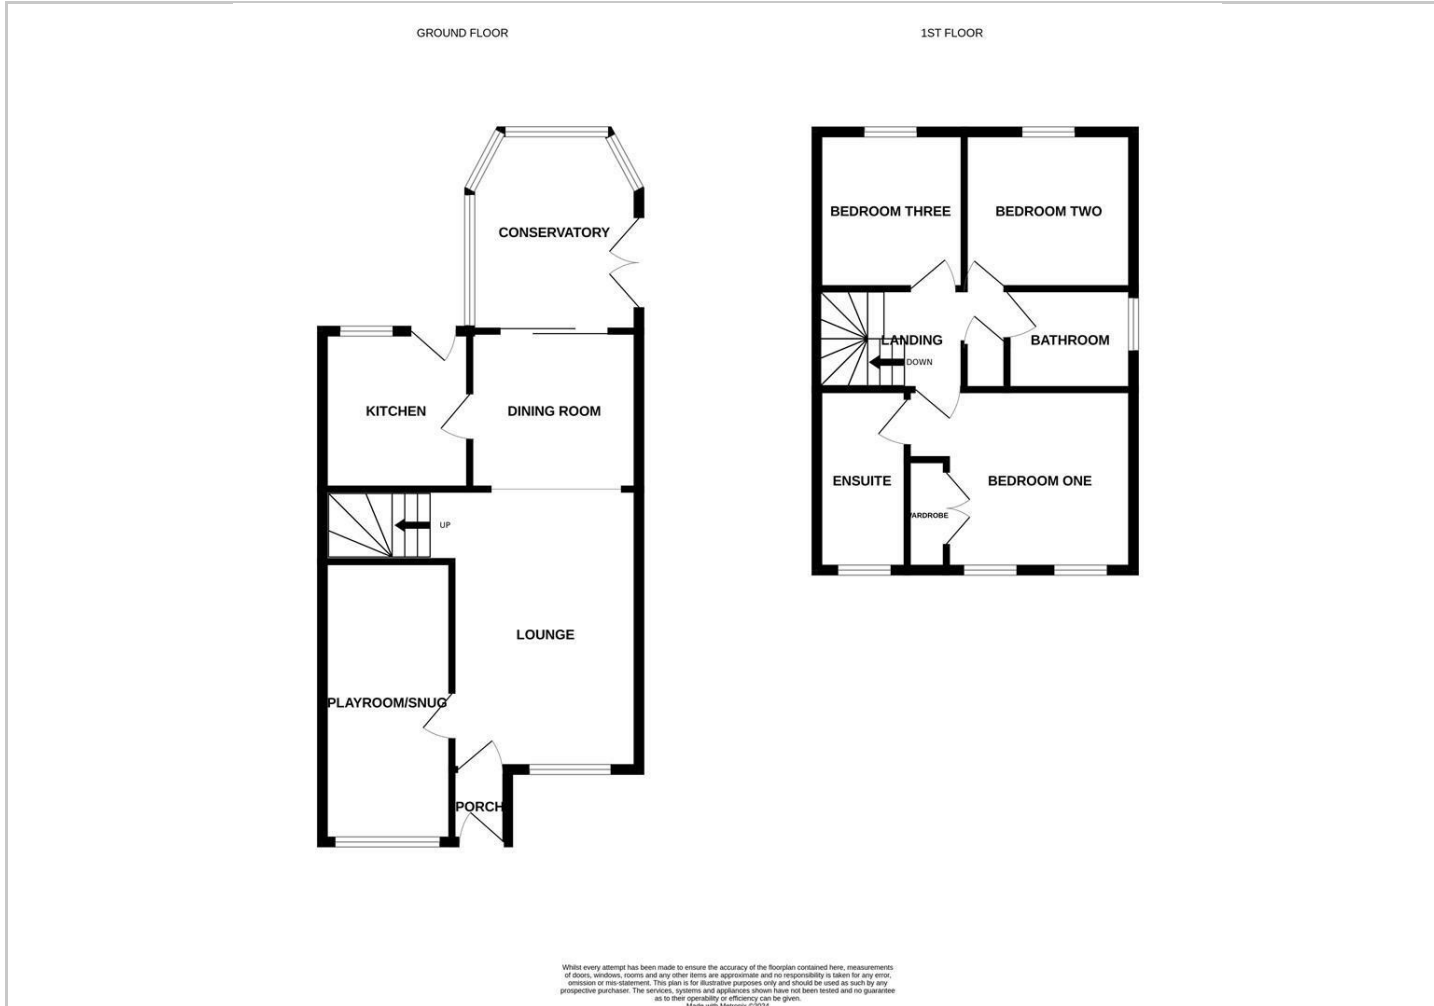 GROUND FLOOR
1ST FLOOR
CONSERVATORY
KITCHEN
DINING ROOM
UP
LOUNGE
PLAYROOM/SNUG
PORCH
BEDROOM THREE
BEDROOM TWO
LANDING
DOWN
BATHROOM
ENSUITE
BEDROOM ONE
WARDROBE
Whilst every attempt has been made to ensure the accuracy of the floorplan contained here, measurements
of doors, windows, rooms and any other items are approximate and no responsibility is taken for any error,
omission or mis-statement. This plan is for illustrative purposes only and should be used as such by any
prospective purchaser. The services, systems and appliances shown have not been tested and no guarantee
as to their operability or efficiency can be given.
Made with Metropix ©2024